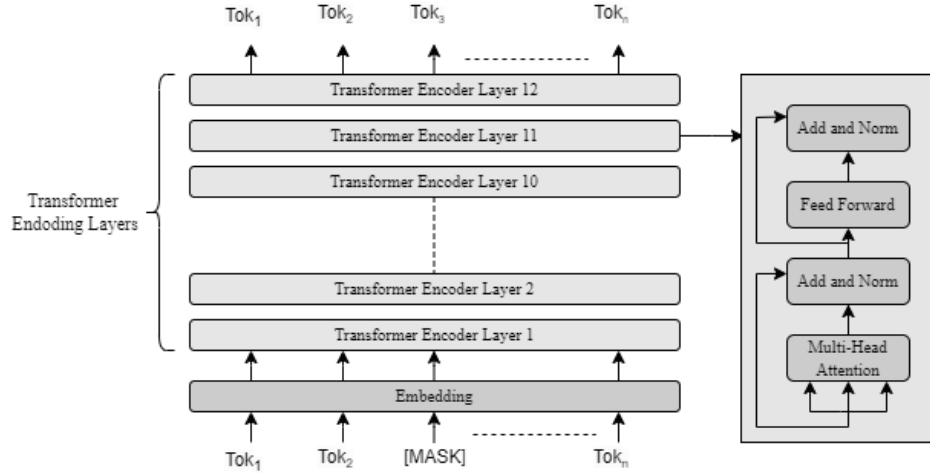 Tok1 Tok2 Tok3 Tokn
Transformer Encoder Layer 12
Transformer Encoder Layer 11
Transformer Encoder Layer 10
Transformer
Endoding Layers
Transformer Encoder Layer 2
Transformer Encoder Layer 1
Embedding
Tok1 Tok2 [MASK] Tokn
Add and Norm
Feed Forward
Add and Norm
Multi-Head
Attention